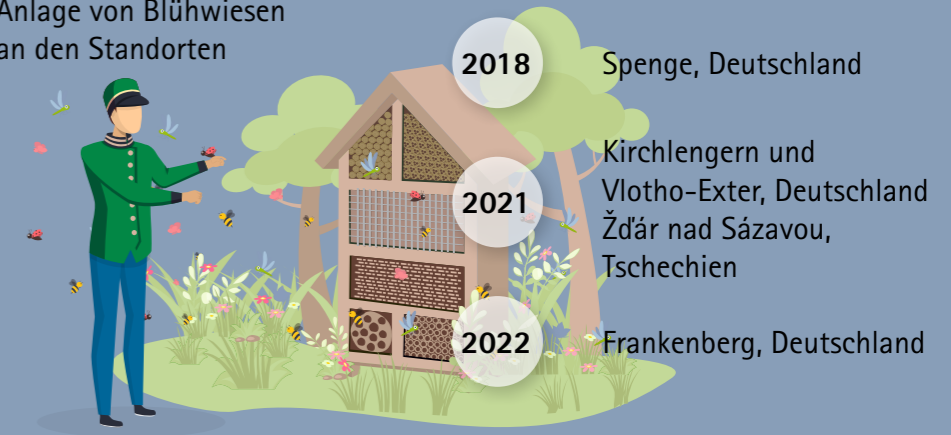 Anlage von Blühwiesen
an den Standorten
2018
Spenge, Deutschland
2021
Kirchlengern und
Vlotho-Exter, Deutschland
Žďár nad Sázavou,
Tschechien
2022
Frankenberg, Deutschland